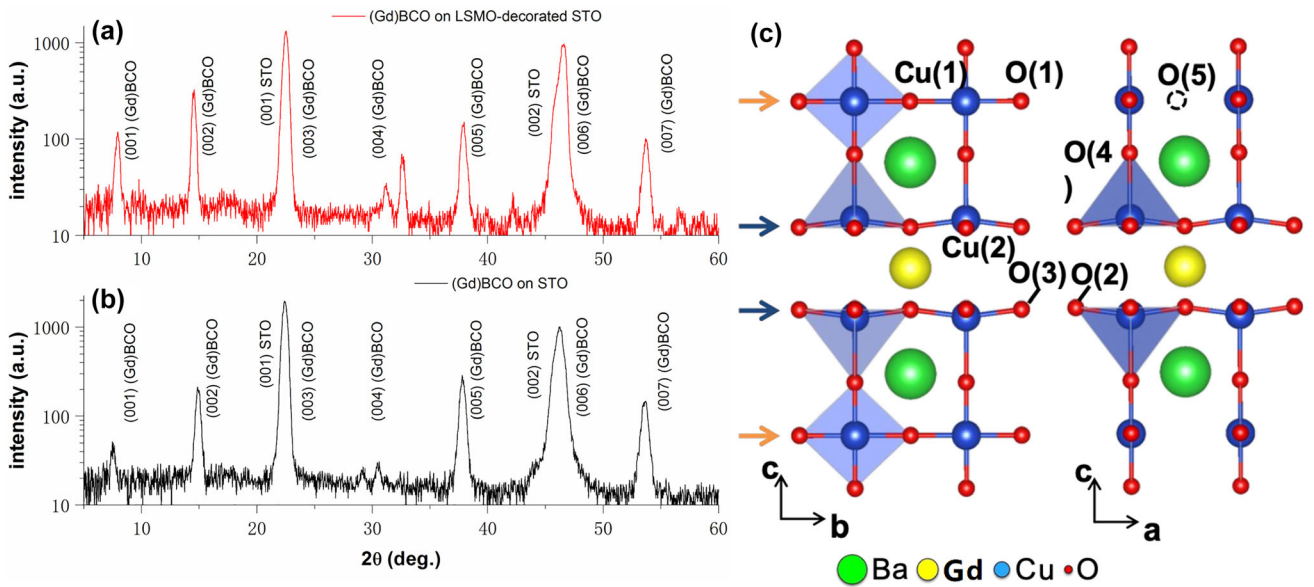 (a)
(Gd)BCO on LSMO-decorated STO
intensity (a.u.)
1000
100
10
(001) (Gd)BCO
(002) (Gd)BCO
(001) STO
(003) (Gd)BCO
(004) (Gd)BCO
(005) (Gd)BCO
(002) STO
(006) (Gd)BCO
(007) (Gd)BCO
10
20
30
40
50
60
(b)
(Gd)BCO on STO
intensity (a.u.)
1000
100
10
(001) (Gd)BCO
(002) (Gd)BCO
(001) STO
(003) (Gd)BCO
(004) (Gd)BCO
(005) (Gd)BCO
(002) STO
(006) (Gd)BCO
(007) (Gd)BCO
10
20
30
40
50
60
2θ (deg.)
(c)
Cu(1)
O(1)
O(5)
O(4
)
Cu(2)
O(3)
O(2)
c
b
c
a
Ba
Gd
Cu
O